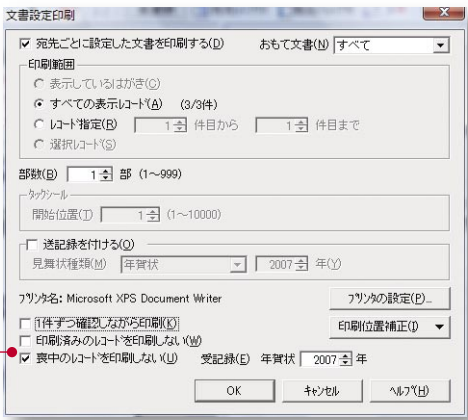 文書設定印刷
宛先ごとに設定した文書を印刷する(D) おもて文書(N) すべて
印刷範囲
表示しているはがき(C)
すべての表示レコード(A) (3/3件)
レコード指定(R) 1 件目から 1 件目まで
選択レコード(S)
部数(B) 1 部 (1~999)
タックシール
開始位置(T) 1 (1~10000)
送記録を付ける(O)
見舞状種類(M) 年賀状 2007 年(Y)
プリンタ名: Microsoft XPS Document Writer プリンタの設定(P)...
1件ずつ確認しながら印刷(K) 印刷位置補正(I)
印刷済みのレコードを印刷しない(W)
喪中のレコードを印刷しない(U) 受記録(E) 年賀状 2007 年
OK キャンセル ヘルプ(H)